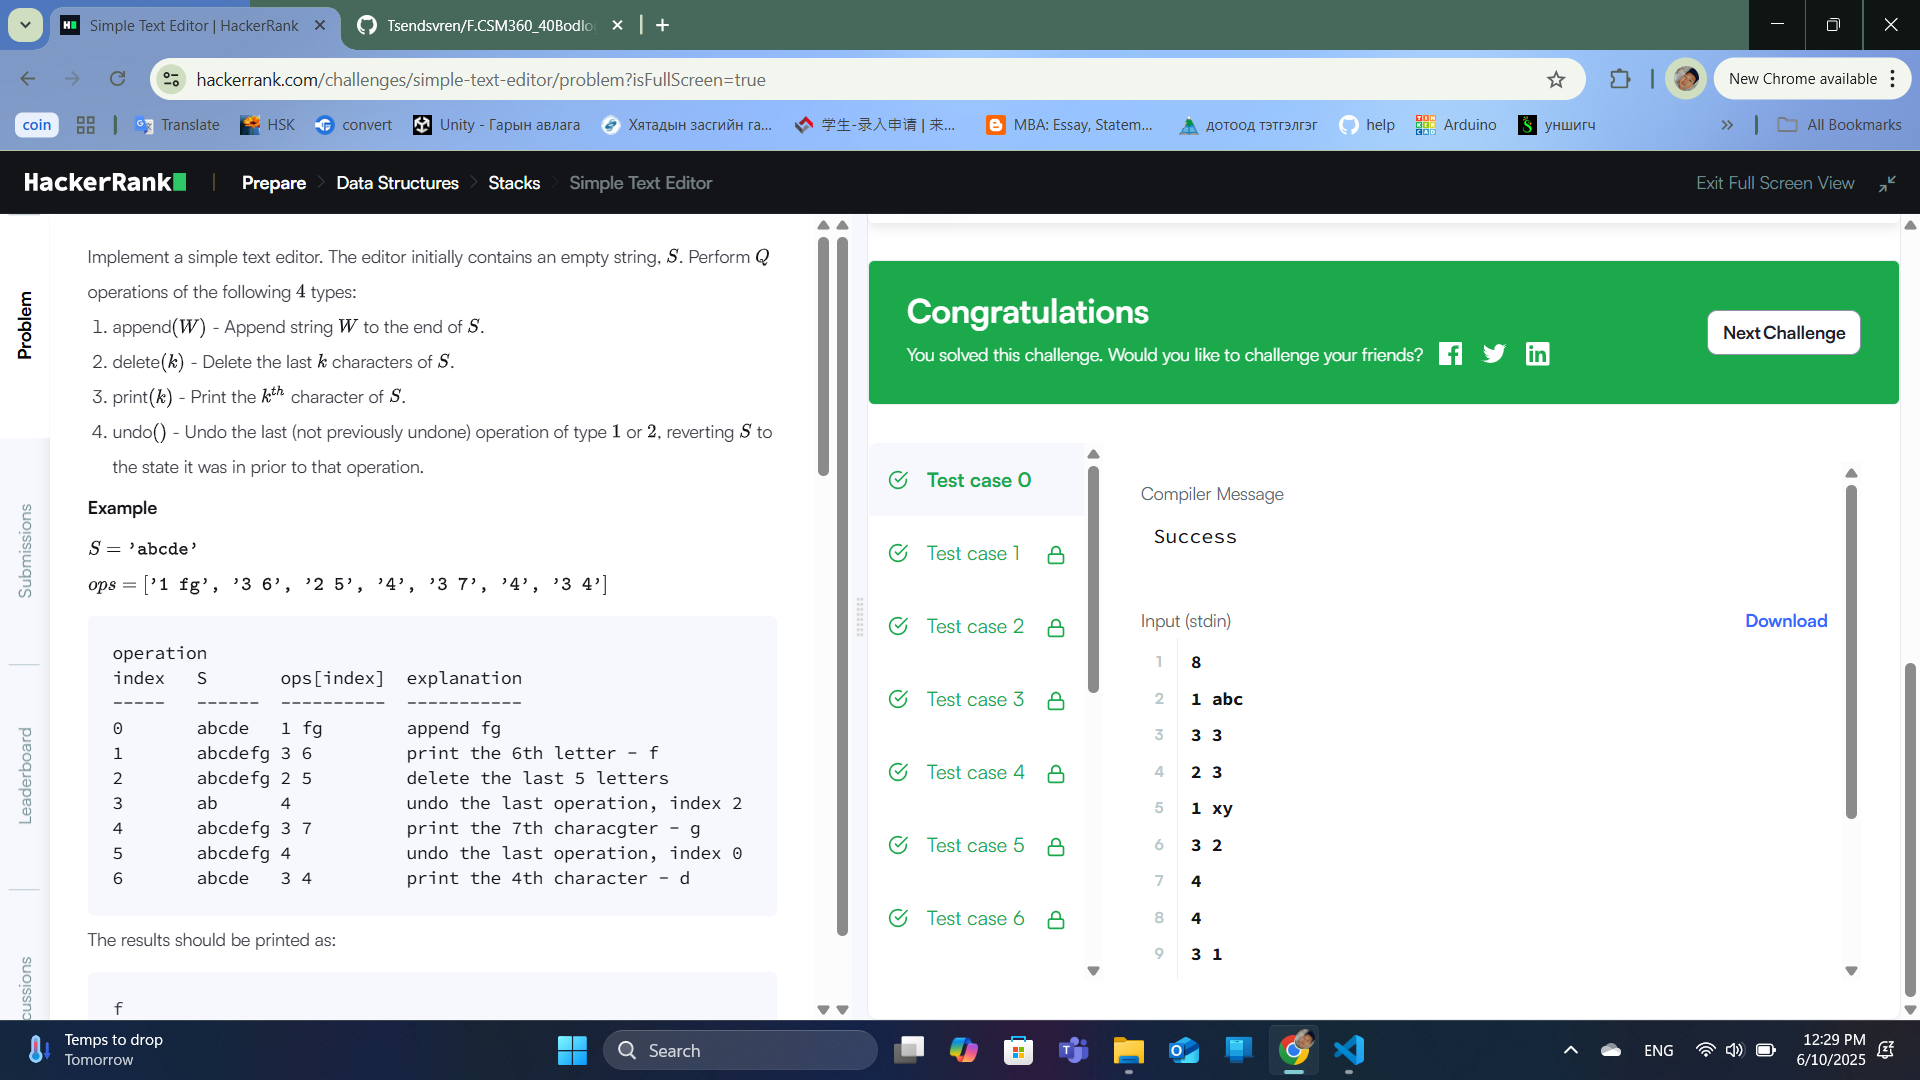 Simple Text Editor | HackerRank
Tsendsvren/F.CSM360_40Bodlo
hackerrank.com/challenges/simple-text-editor/problem?isFullScreen=true
New Chrome available
coin
Translate
HSK
convert
Unity - Гарын авлага
Хятадын засгийн га...
学生-录入申请 | 来...
MBA: Essay, Statem...
дотоод тэтгэлгэг
help
Arduino
уншигч
All Bookmarks
HackerRank
Prepare
Data Structures
Stacks
Simple Text Editor
Exit Full Screen View
Problem
Submissions
Leaderboard
cussions
Implement a simple text editor. The editor initially contains an empty string, S. Perform Q
operations of the following 4 types:
1. append(W) - Append string W to the end of S.
2. delete(k) - Delete the last k characters of S.
3. print(k) - Print the kth character of S.
4. undo() - Undo the last (not previously undone) operation of type 1 or 2, reverting S to
the state it was in prior to that operation.
Example
S = 'abcde'
ops = ['1 fg', '3 6', '2 5', '4', '3 7', '4', '3 4']
operation
index S ops[index] explanation
----- ------ ---------- -----------
0 abcde 1 fg append fg
1 abcdefg 3 6 print the 6th letter - f
2 abcdefg 2 5 delete the last 5 letters
3 ab 4 undo the last operation, index 2
4 abcdefg 3 7 print the 7th characgter - g
5 abcdefg 4 undo the last operation, index 0
6 abcde 3 4 print the 4th character - d
The results should be printed as:
f
Congratulations
You solved this challenge. Would you like to challenge your friends?
Next Challenge
Test case 0
Test case 1
Test case 2
Test case 3
Test case 4
Test case 5
Test case 6
Compiler Message
Success
Input (stdin)
Download
1 8
2 1 abc
3 3 3
4 2 3
5 1 xy
6 3 2
7 4
8 4
9 3 1
Temps to drop
Tomorrow
Search
ENG
12:29 PM
6/10/2025